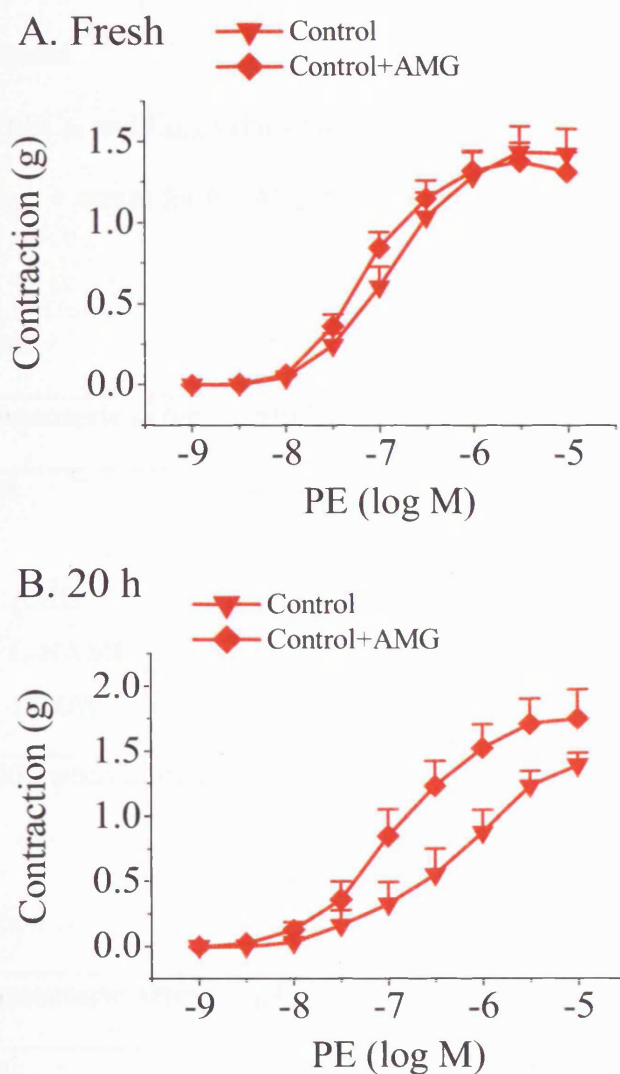 A. Fresh
Control
Control+AMG
Contraction (g)
1.5
1.0
0.5
0.0
-9 -8 -7 -6 -5
PE (log M)
B. 20 h
Control
Control+AMG
Contraction (g)
2.0
1.5
1.0
0.5
0.0
-9 -8 -7 -6 -5
PE (log M)